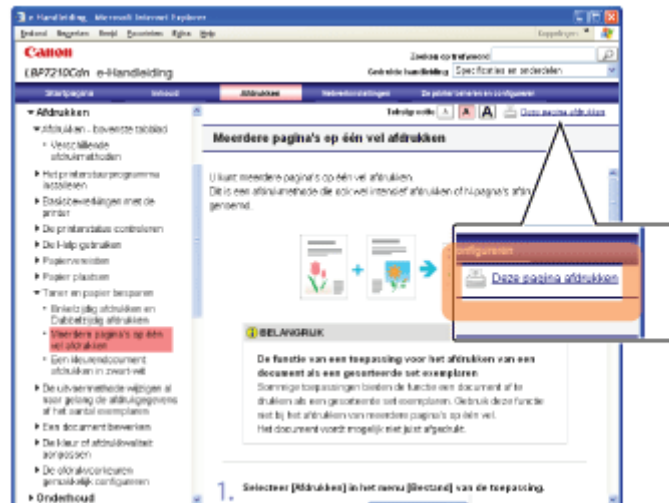 e-Handleiding - Microsoft Internet Explorer
Bestand Bewerken Beeld Favorieten Extra Help
Koppelingen
Canon
Zoeken op trefwoord
LBP7210Cdn e-Handleiding
Gebruikte handleiding Specificaties en onderdelen
Startpagina Inhoud Afdrukken Netwerkinstellingen De printer beheren en configureren
Tekstgrootte A A A Deze pagina afdrukken
Afdrukken
Afdrukken - bovenste tabblad
Verschillende
afdrukmethoden
Het printerstuurprogramma
installeren
Basisbewerkingen met de
printer
De printerstatus controleren
De Help gebruiken
Papiervereisten
Papier plaatsen
Toner en papier besparen
Enkelzijdig afdrukken en
Dubbelzijdig afdrukken
Meerdere pagina's op één
vel afdrukken
Een kleurendocument
afdrukken in zwart-wit
De uitvoermethode wijzigen al
naar gelang de afdrukgegevens
of het aantal exemplaren
Een document bewerken
De kleur of afdrukkwaliteit
aanpassen
De afdrukvoorkeuren
gemakkelijk configureren
Onderhoud
Meerdere pagina's op één vel afdrukken
U kunt meerdere pagina's op één vel afdrukken.
Dit is een afdrukmethode die ook wel intensief afdrukken of N-pagina's
genoemd.
configureren
Deze pagina afdrukken
BELANGRIJK
De functie van een toepassing voor het afdrukken van een
document als een gesorteerde set exemplaren
Sommige toepassingen bieden de functie een document af te
drukken als een gesorteerde set exemplaren. Gebruik deze functie
niet bij het afdrukken van meerdere pagina's op één vel.
Het document wordt mogelijk niet juist afgedrukt.
1. Selecteer [Afdrukken] in het menu [Bestand] van de toepassing.